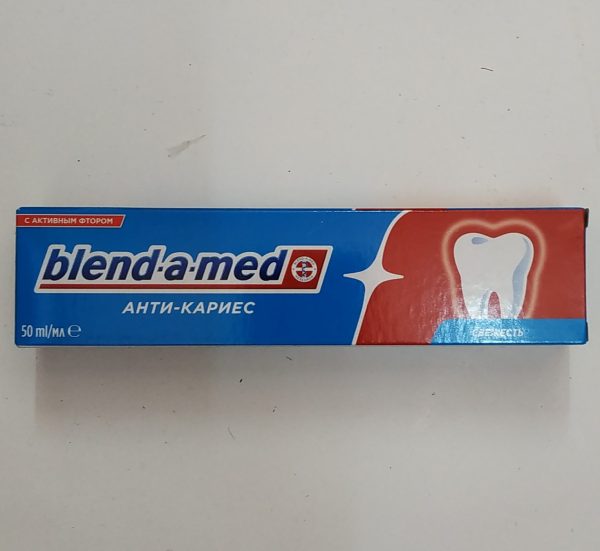 С АКТИВНЫМ ФТОРОМ
blend-a-med
АНТИ-КАРИЕС
50 ml/мл ℮
СВЕЖЕСТЬ